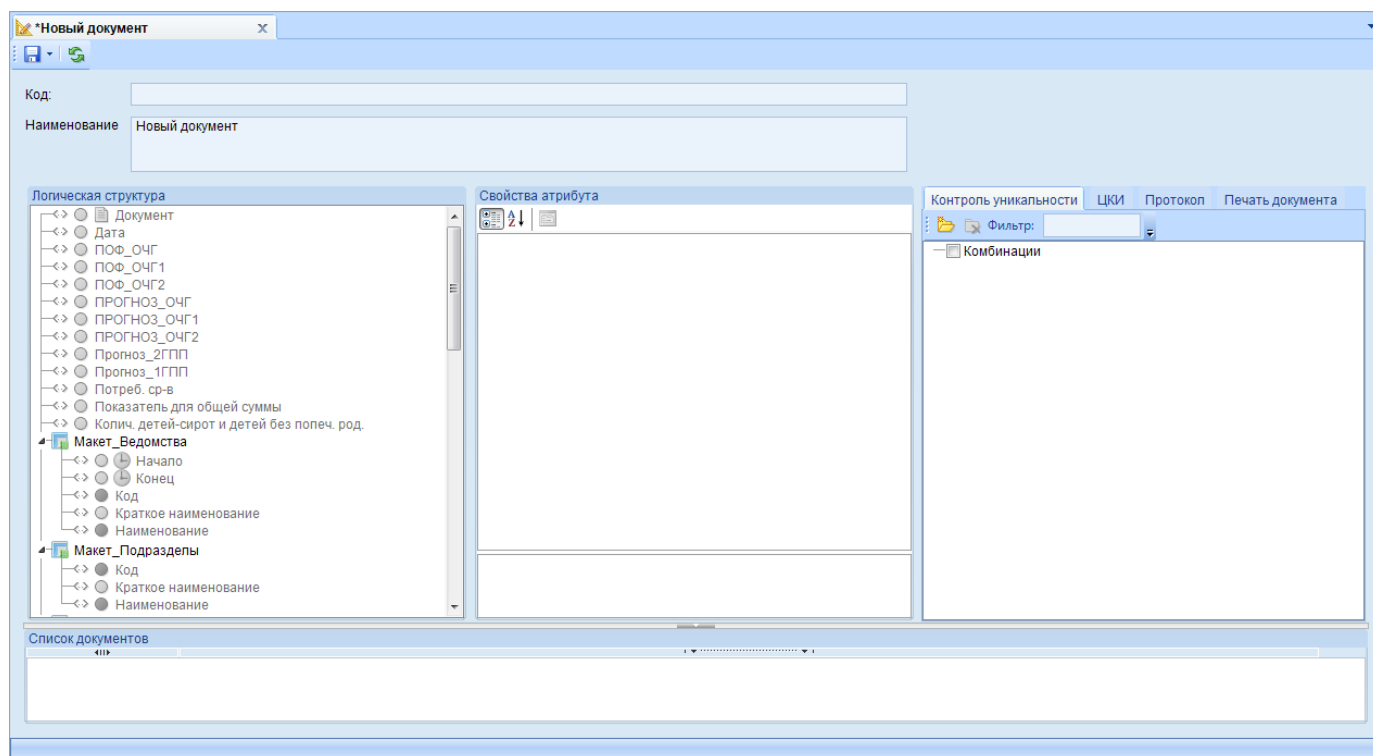 *Новый документ x
Код:
Наименование Новый документ
Логическая структура
Документ
Дата
ПОФ_ОЧГ
ПОФ_ОЧГ1
ПОФ_ОЧГ2
ПРОГНОЗ_ОЧГ
ПРОГНОЗ_ОЧГ1
ПРОГНОЗ_ОЧГ2
Прогноз_2ГПП
Прогноз_1ГПП
Потреб. ср-в
Показатель для общей суммы
Колич. детей-сирот и детей без попеч. род.
Макет_Ведомства
Начало
Конец
Код
Краткое наименование
Наименование
Макет_Подразделы
Код
Краткое наименование
Наименование
Свойства атрибута
Контроль уникальности ЦКИ Протокол Печать документа
Фильтр:
Комбинации
Список документов